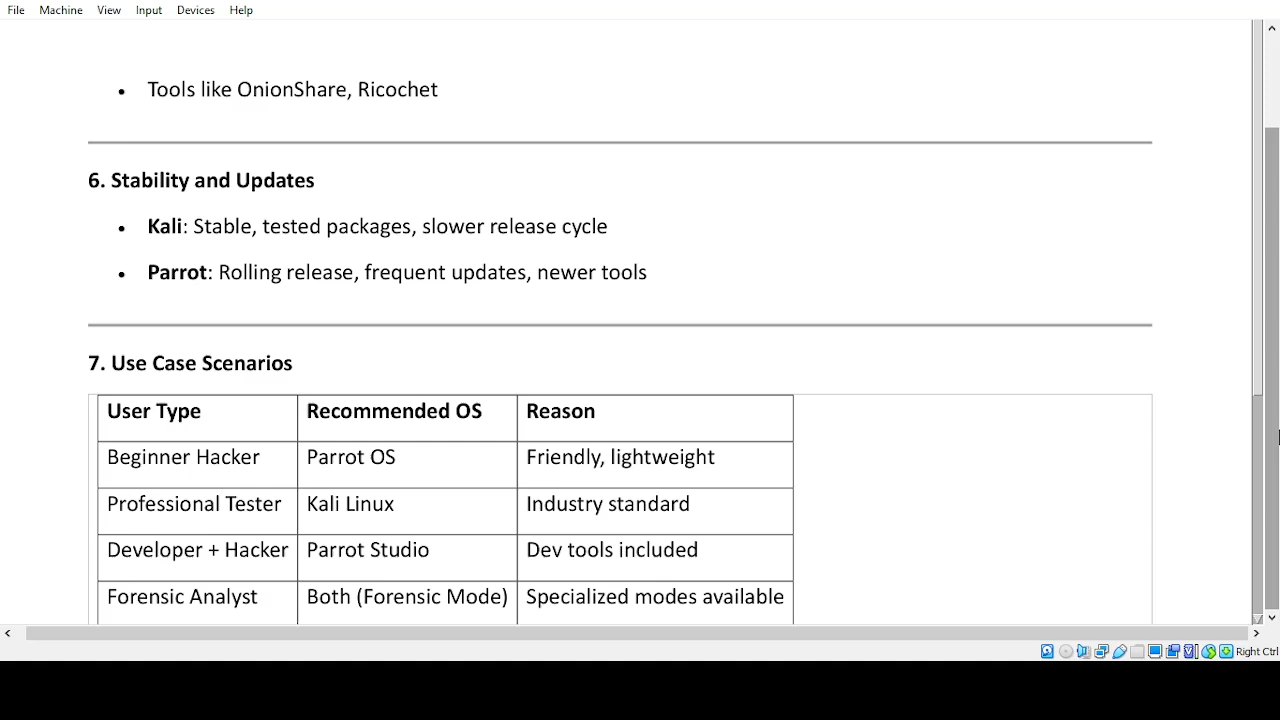 File Machine View Input Devices Help
• Tools like OnionShare, Ricochet
6. Stability and Updates
• Kali: Stable, tested packages, slower release cycle
• Parrot: Rolling release, frequent updates, newer tools
7. Use Case Scenarios
User Type Recommended OS Reason
Beginner Hacker Parrot OS Friendly, lightweight
Professional Tester Kali Linux Industry standard
Developer + Hacker Parrot Studio Dev tools included
Forensic Analyst Both (Forensic Mode) Specialized modes available
Right Ctrl